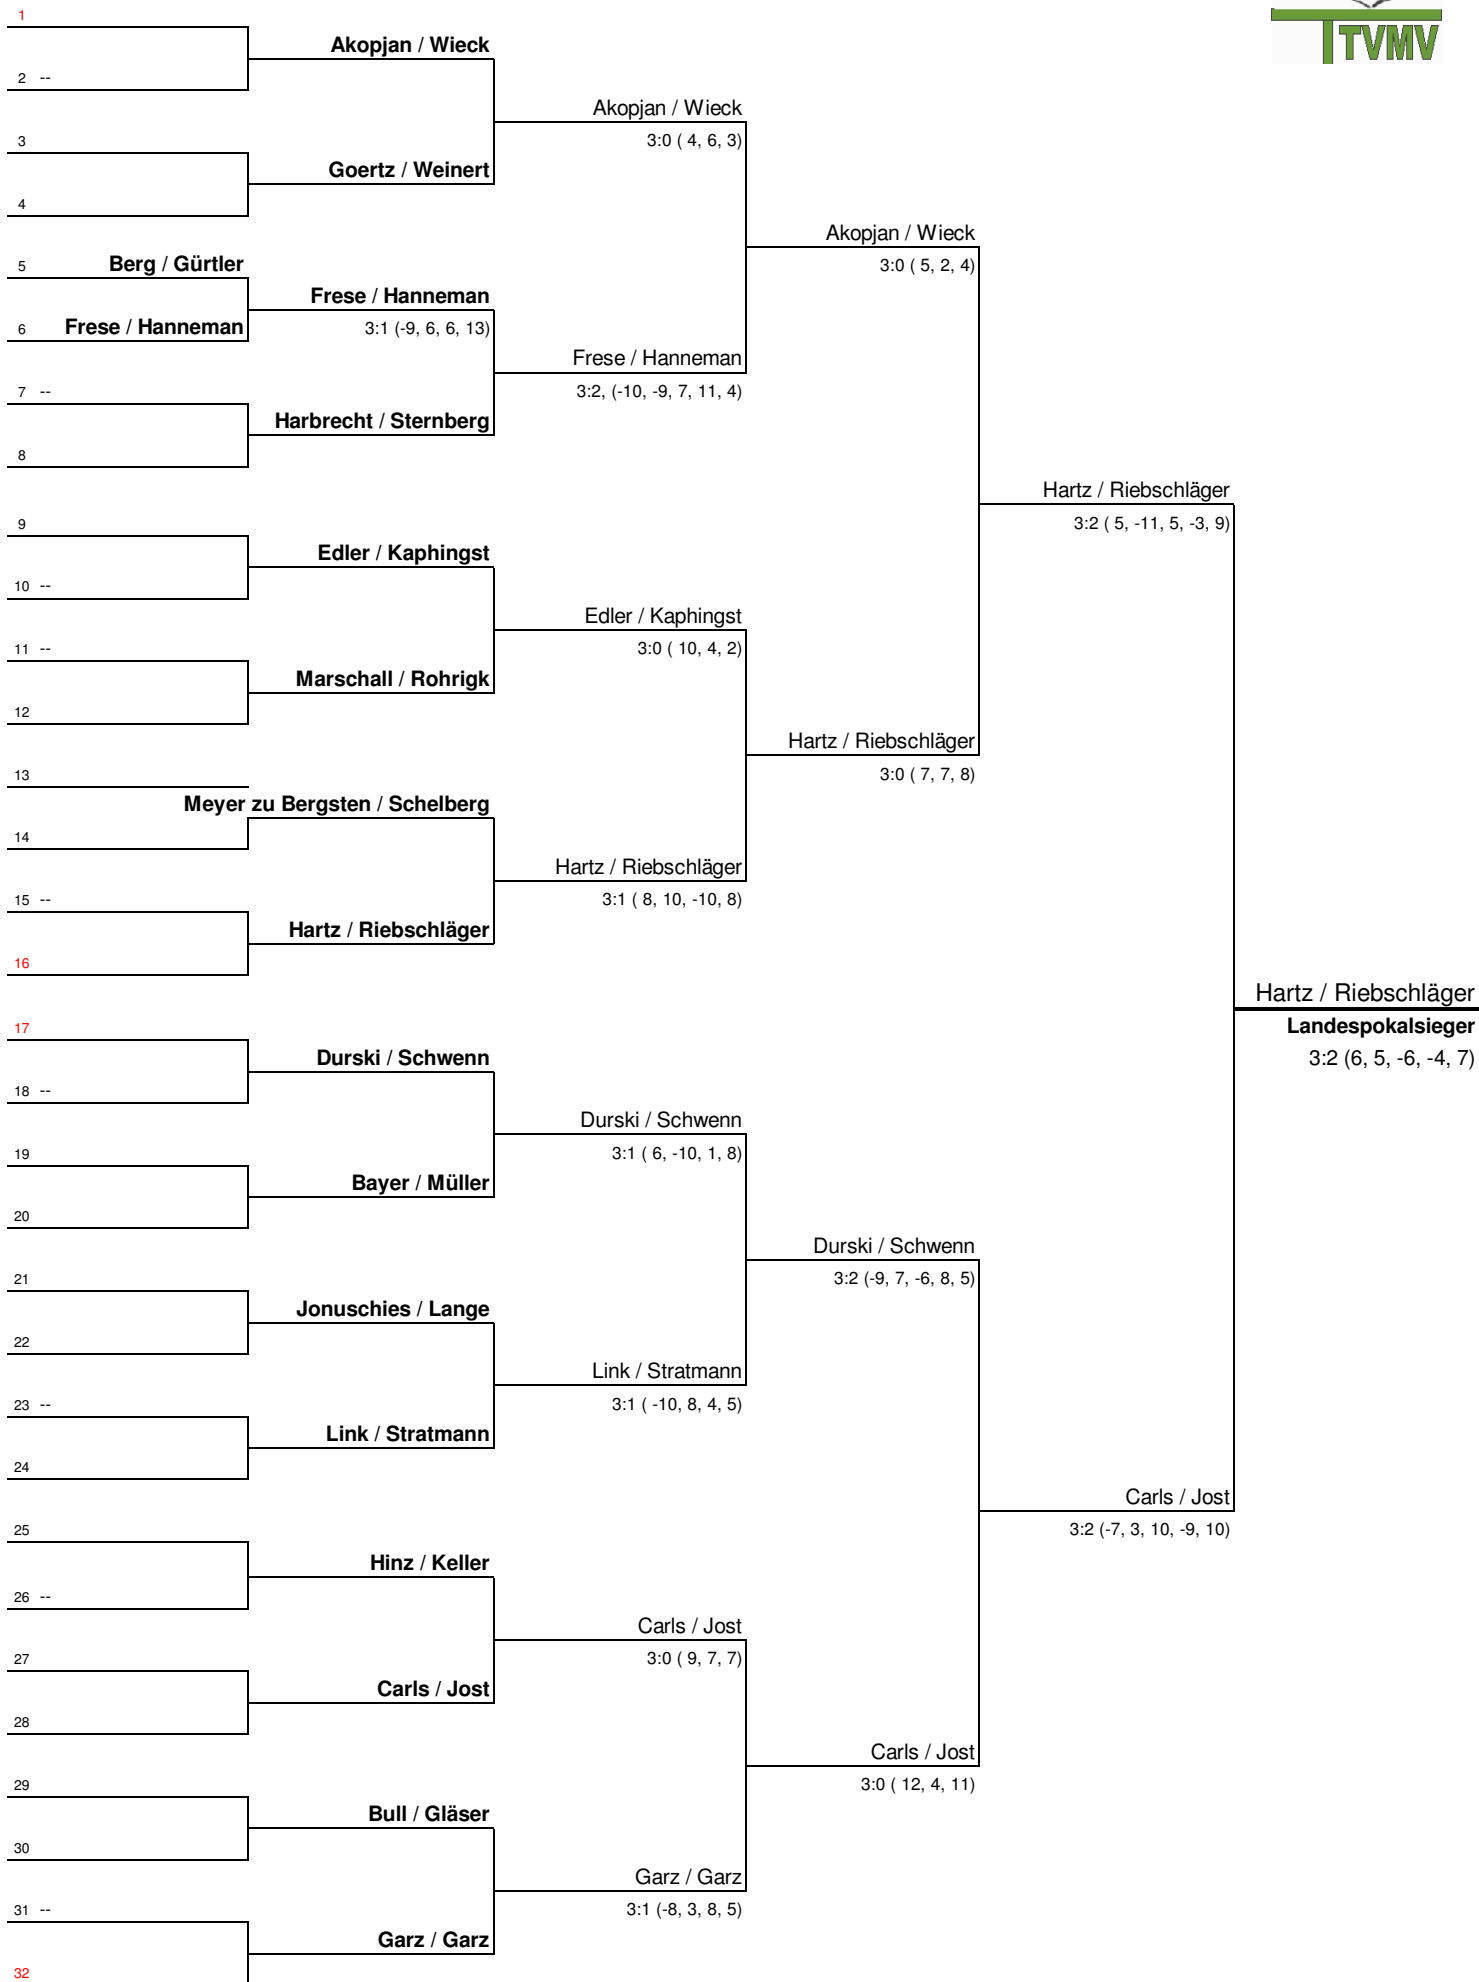 1
TTVMV
Akopjan / Wieck
2 --
Akopjan / Wieck
3
3:0 ( 4, 6, 3)
Goertz / Weinert
4
Akopjan / Wieck
5 Berg / Gürtler
3:0 ( 5, 2, 4)
Frese / Hanneman
6 Frese / Hanneman
3:1 (-9, 6, 6, 13)
Frese / Hanneman
7 --
3:2, (-10, -9, 7, 11, 4)
Harbrecht / Sternberg
8
Hartz / Riebschläger
9
3:2 ( 5, -11, 5, -3, 9)
Edler / Kaphingst
10 --
Edler / Kaphingst
11 --
3:0 ( 10, 4, 2)
Marschall / Rohrigk
12
Hartz / Riebschläger
13
3:0 ( 7, 7, 8)
Meyer zu Bergsten / Schelberg
14
Hartz / Riebschläger
15 --
3:1 ( 8, 10, -10, 8)
Hartz / Riebschläger
16
Hartz / Riebschläger
17
Landespokalsieger
Durski / Schwenn
3:2 (6, 5, -6, -4, 7)
18 --
Durski / Schwenn
19
3:1 ( 6, -10, 1, 8)
Bayer / Müller
20
Durski / Schwenn
21
3:2 (-9, 7, -6, 8, 5)
Jonuschies / Lange
22
Link / Stratmann
23 --
3:1 ( -10, 8, 4, 5)
Link / Stratmann
24
Carls / Jost
25
3:2 (-7, 3, 10, -9, 10)
Hinz / Keller
26 --
Carls / Jost
27
3:0 ( 9, 7, 7)
Carls / Jost
28
Carls / Jost
29
3:0 ( 12, 4, 11)
Bull / Gläser
30
Garz / Garz
31 --
3:1 (-8, 3, 8, 5)
Garz / Garz
32